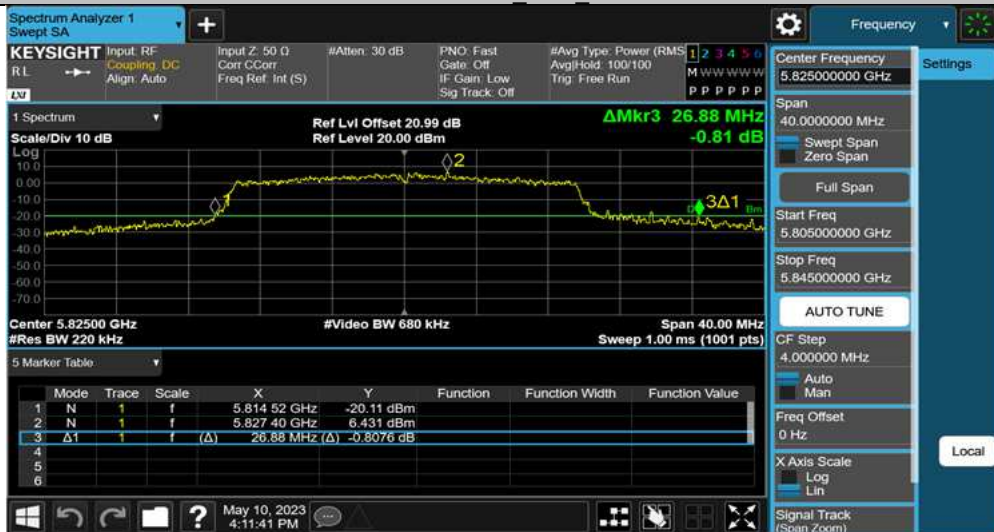 Spectrum Analyzer 1
Swept SA
+
Frequency
KEYSIGHT
RL
LXI
Input: RF
Coupling: DC
Align: Auto
Input Z: 50 Ω
Corr CCorr
Freq Ref: Int (S)
#Atten: 30 dB
PNO: Fast
Gate: Off
IF Gain: Low
Sig Track: Off
#Avg Type: Power (RMS
Avg|Hold: 100/100
Trig: Free Run
1 2 3 4 5 6
M W W W W W
P P P P P P
1 Spectrum
Scale/Div 10 dB
Ref Lvl Offset 20.99 dB
Ref Level 20.00 dBm
ΔMkr3 26.88 MHz
-0.81 dB
Log
10.0
0.00
-10.0
-20.0
-30.0
-40.0
-50.0
-60.0
-70.0
1
2
3Δ1
Center 5.82500 GHz
#Res BW 220 kHz
#Video BW 680 kHz
Span 40.00 MHz
Sweep 1.00 ms (1001 pts)
5 Marker Table
Mode Trace Scale X Y Function Function Width Function Value
1 N 1 f 5.814 52 GHz -20.11 dBm
2 N 1 f 5.827 40 GHz 6.431 dBm
3 Δ1 1 f (Δ) 26.88 MHz (Δ) -0.8076 dB
4
5
6
?
May 10, 2023
4:11:41 PM
Center Frequency
5.825000000 GHz
Span
40.0000000 MHz
Swept Span
Zero Span
Full Span
Start Freq
5.805000000 GHz
Stop Freq
5.845000000 GHz
AUTO TUNE
CF Step
4.000000 MHz
Auto
Man
Freq Offset
0 Hz
X Axis Scale
Log
Lin
Signal Track
(Span Zoom)
Settings
Local